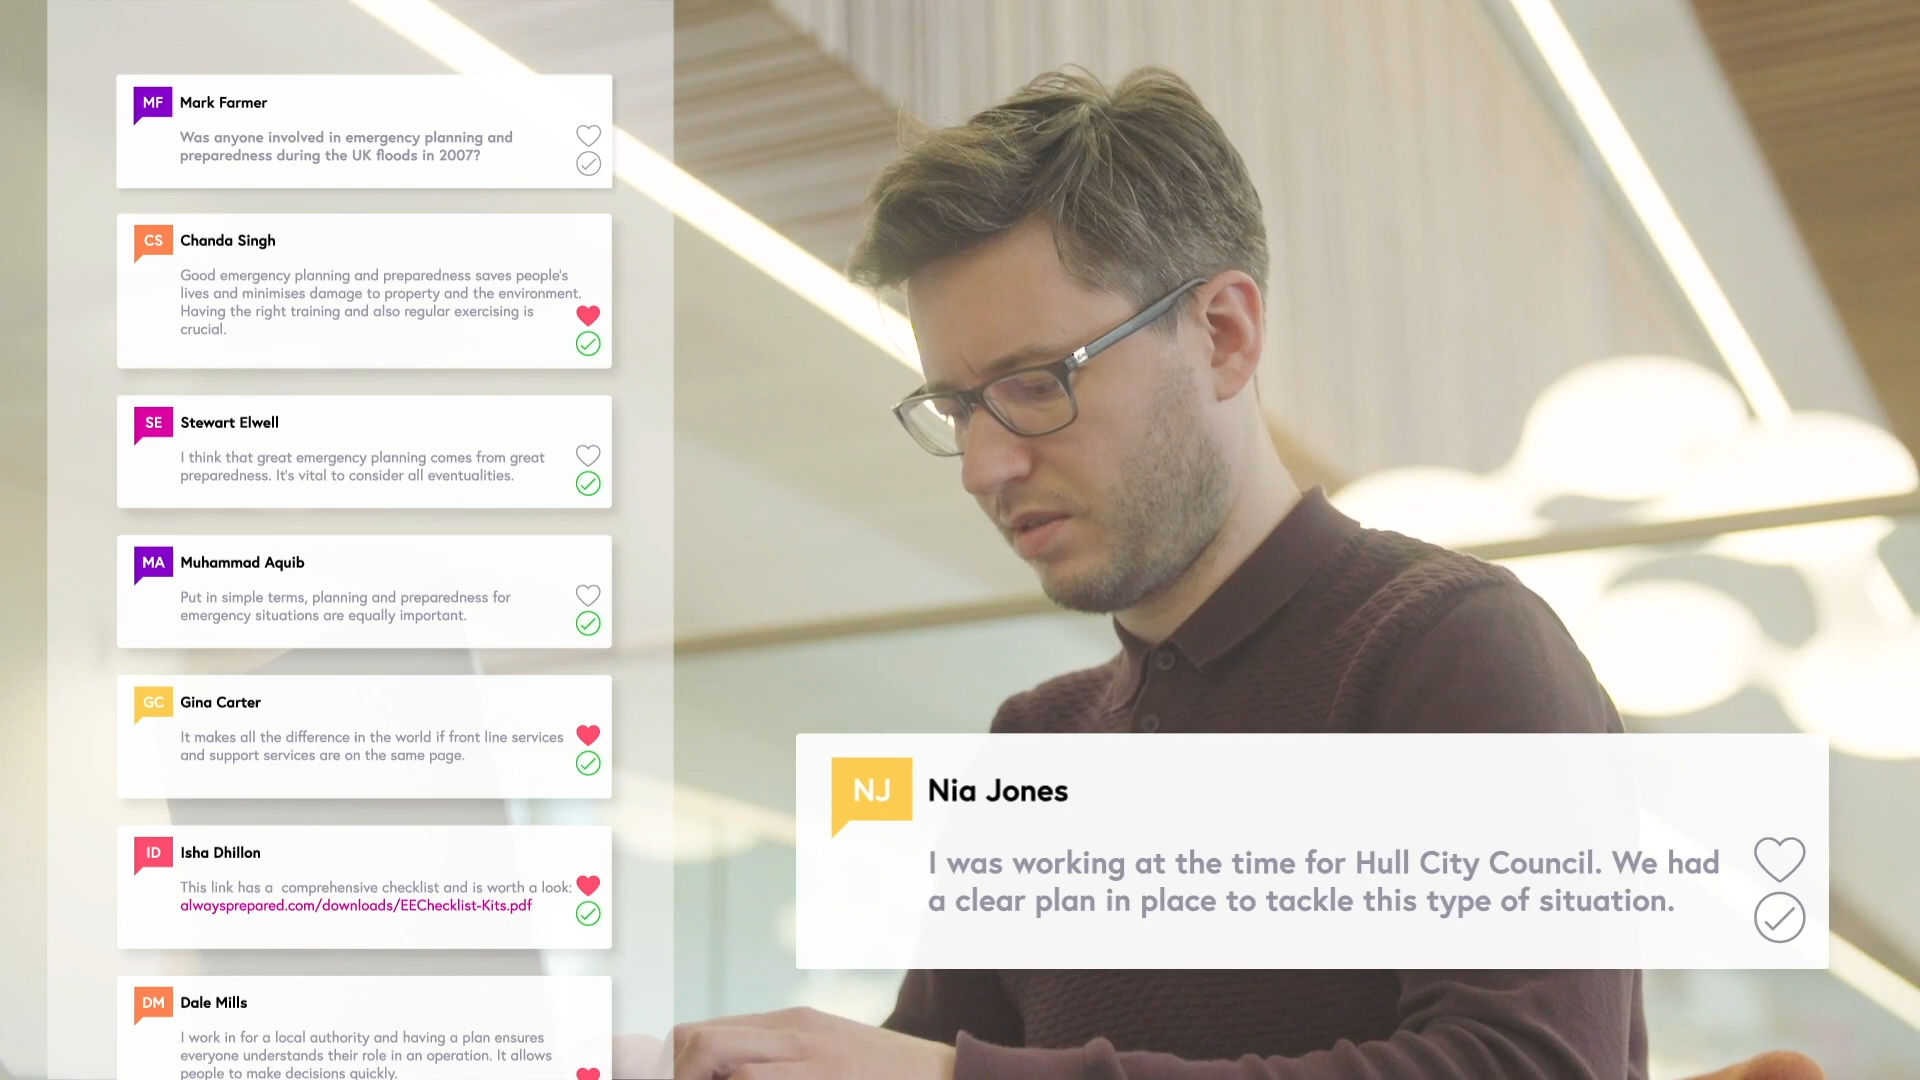 MF Mark Farmer
Was anyone involved in emergency planning and
preparedness during the UK floods in 2007?
CS Chanda Singh
Good emergency planning and preparedness saves people's
lives and minimises damage to property and the environment.
Having the right training and also regular exercising is
crucial.
SE Stewart Elwell
I think that great emergency planning comes from great
preparedness. It's vital to consider all eventualities.
MA Muhammad Aquib
Put in simple terms, planning and preparedness for
emergency situations are equally important.
GC Gina Carter
It makes all the difference in the world if front line services
and support services are on the same page.
ID Isha Dhillon
This link has a  comprehensive checklist and is worth a look:
alwaysprepared.com/downloads/EEChecklist-Kits.pdf
DM Dale Mills
I work in for a local authority and having a plan ensures
everyone understands their role in an operation. It allows
people to make decisions quickly.
NJ Nia Jones
I was working at the time for Hull City Council. We had
a clear plan in place to tackle this type of situation.